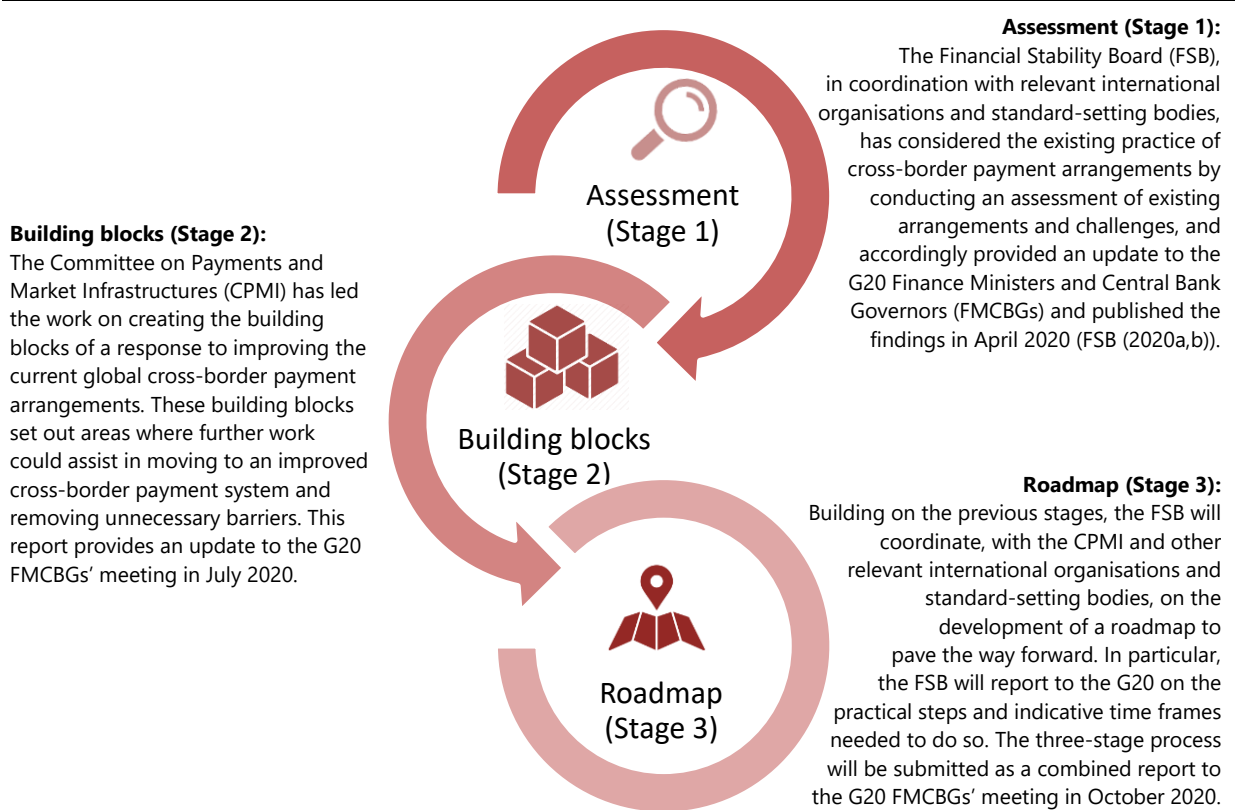 Assessment (Stage 1):
The Financial Stability Board (FSB),
in coordination with relevant international
organisations and standard-setting bodies,
has considered the existing practice of
cross-border payment arrangements by
conducting an assessment of existing
arrangements and challenges, and
accordingly provided an update to the
G20 Finance Ministers and Central Bank
Governors (FMCBGs) and published the
findings in April 2020 (FSB (2020a,b)).
Assessment
(Stage 1)
Building blocks (Stage 2):
The Committee on Payments and
Market Infrastructures (CPMI) has led
the work on creating the building
blocks of a response to improving the
current global cross-border payment
arrangements. These building blocks
set out areas where further work
could assist in moving to an improved
cross-border payment system and
removing unnecessary barriers. This
report provides an update to the G20
FMCBGs' meeting in July 2020.
Building blocks
(Stage 2)
Roadmap (Stage 3):
Building on the previous stages, the FSB will
coordinate, with the CPMI and other
relevant international organisations and
standard-setting bodies, on the
development of a roadmap to
pave the way forward. In particular,
the FSB will report to the G20 on the
practical steps and indicative time frames
needed to do so. The three-stage process
will be submitted as a combined report to
the G20 FMCBGs' meeting in October 2020.
Roadmap
(Stage 3)